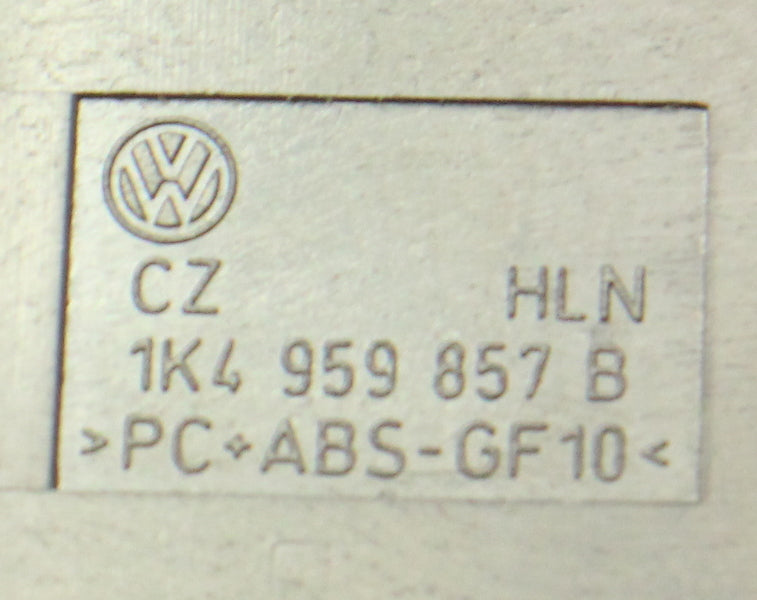 CZ HLN
1K4 959 857 B
>PC+ABS-GF10<